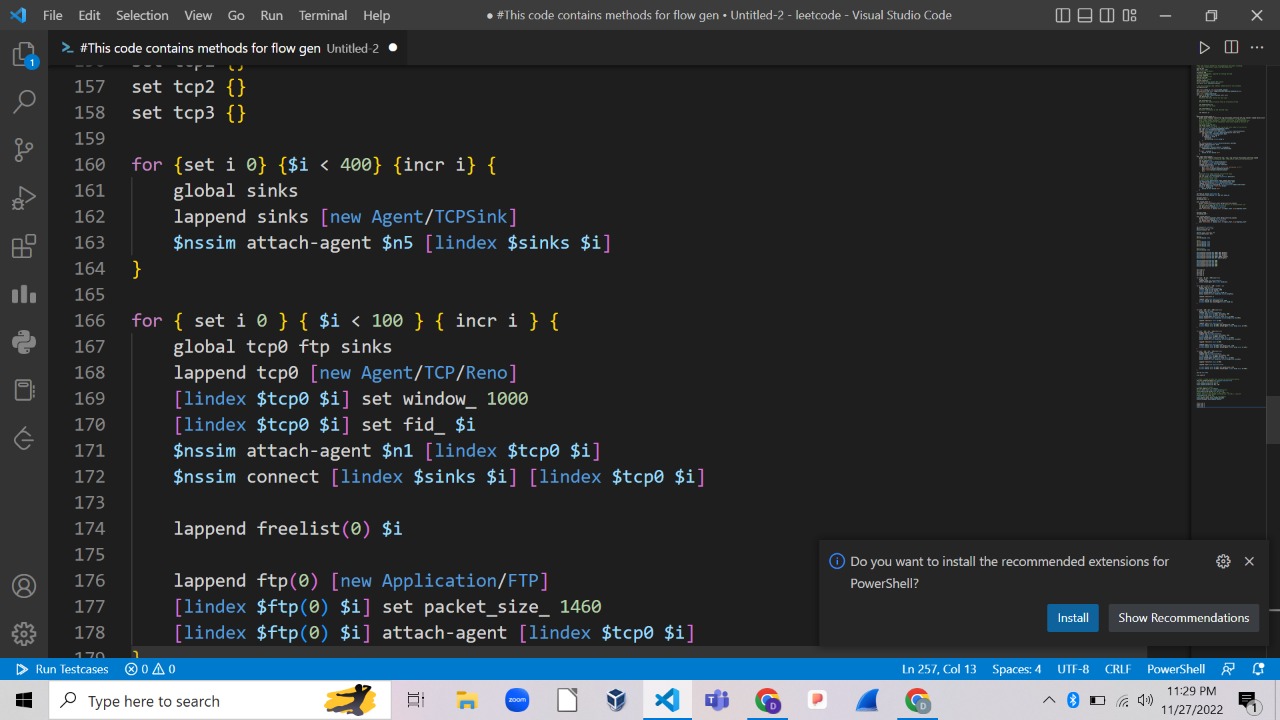 File Edit Selection View Go Run Terminal Help
● #This code contains methods for flow gen • Untitled-2 - leetcode - Visual Studio Code
#This code contains methods for flow gen Untitled-2 ●
157 set tcp2 {}
158 set tcp3 {}
159
160 for {set i 0} {$i < 400} {incr i} {
161 global sinks
162 lappend sinks [new Agent/TCPSink]
163 $nssim attach-agent $n5 [lindex $sinks $i]
164 }
165
166 for { set i 0 } { $i < 100 } { incr i } {
167 global tcp0 ftp sinks
168 lappend tcp0 [new Agent/TCP/Reno]
169 [lindex $tcp0 $i] set window_ 1000
170 [lindex $tcp0 $i] set fid_ $i
171 $nssim attach-agent $n1 [lindex $tcp0 $i]
172 $nssim connect [lindex $sinks $i] [lindex $tcp0 $i]
173
174 lappend freelist(0) $i
175
176 lappend ftp(0) [new Application/FTP]
177 [lindex $ftp(0) $i] set packet_size_ 1460
178 [lindex $ftp(0) $i] attach-agent [lindex $tcp0 $i]
179 }
1
Do you want to install the recommended extensions for
PowerShell?
Install Show Recommendations
Run Testcases 0 0 Ln 257, Col 13 Spaces: 4 UTF-8 CRLF PowerShell
Type here to search
zoom
11:29 PM
11/27/2022
1